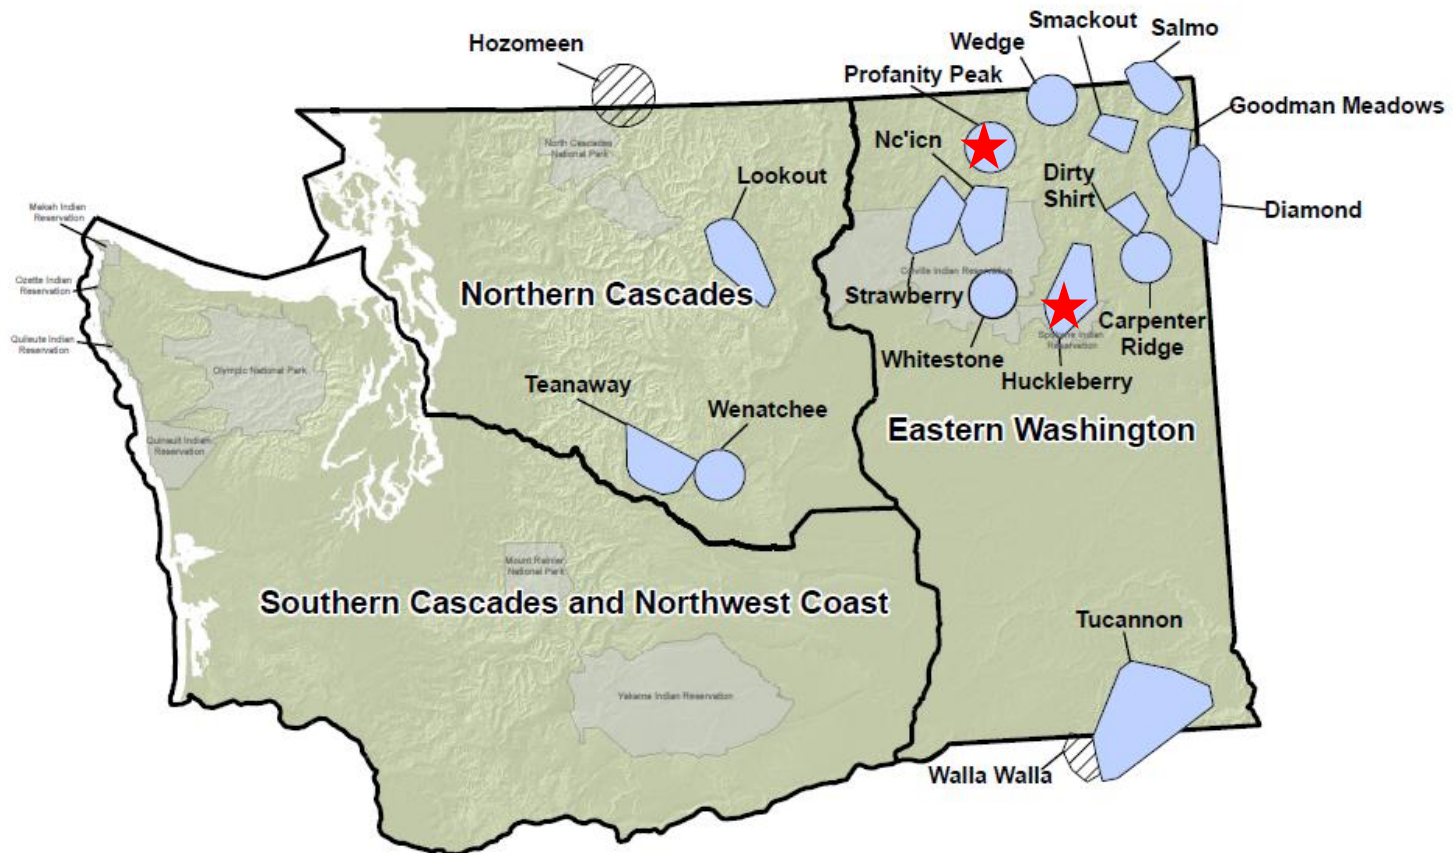 Smackout
Salmo
Hozomeen
Wedge
Profanity Peak
Goodman Meadows
Nc'icn
North Cascades
National Park
Lookout
Dirty
Shirt
Diamond
Makah Indian
Reservation
Ozette Indian
Reservation
Colville Indian Reservation
Northern Cascades
Strawberry
Quileute Indian
Reservation
Carpenter
Ridge
Spokane Indian
Reservation
Whitestone
Huckleberry
Olympic National Park
Teanaway
Wenatchee
Eastern Washington
Quinault Indian
Reservation
Mount Rainier
National Park
Southern Cascades and Northwest Coast
Tucannon
Yakama Indian Reservation
Walla Walla